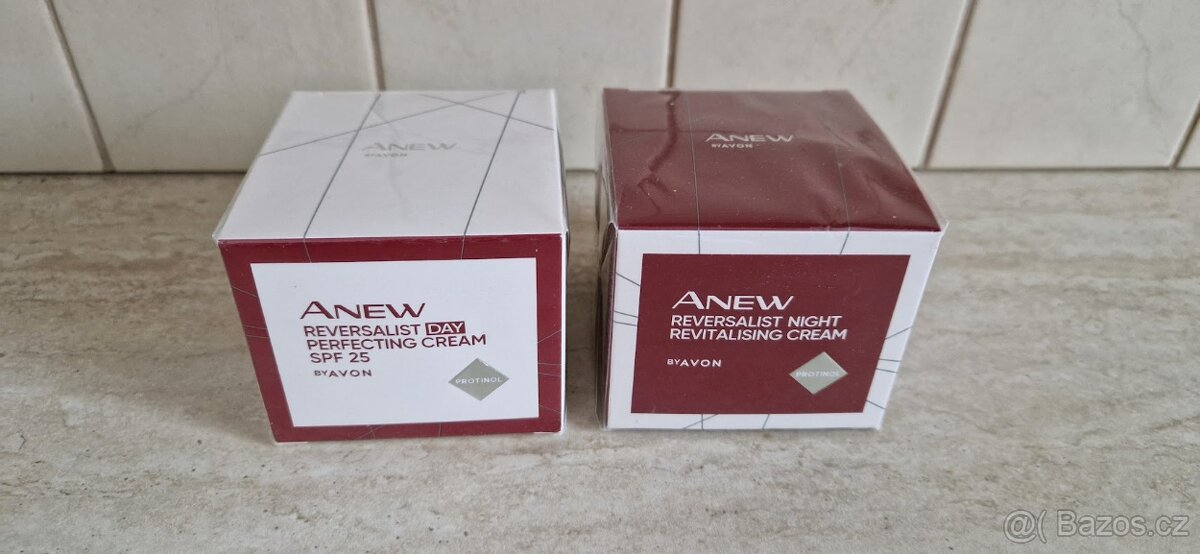 ANEW
BY AVON
ANEW
REVERSALIST DAY
PERFECTING CREAM
SPF 25
BY AVON
PROTINOL
ANEW
BY AVON
ANEW
REVERSALIST NIGHT
REVITALISING CREAM
BY AVON
PROTINOL
@( Bazos.cz